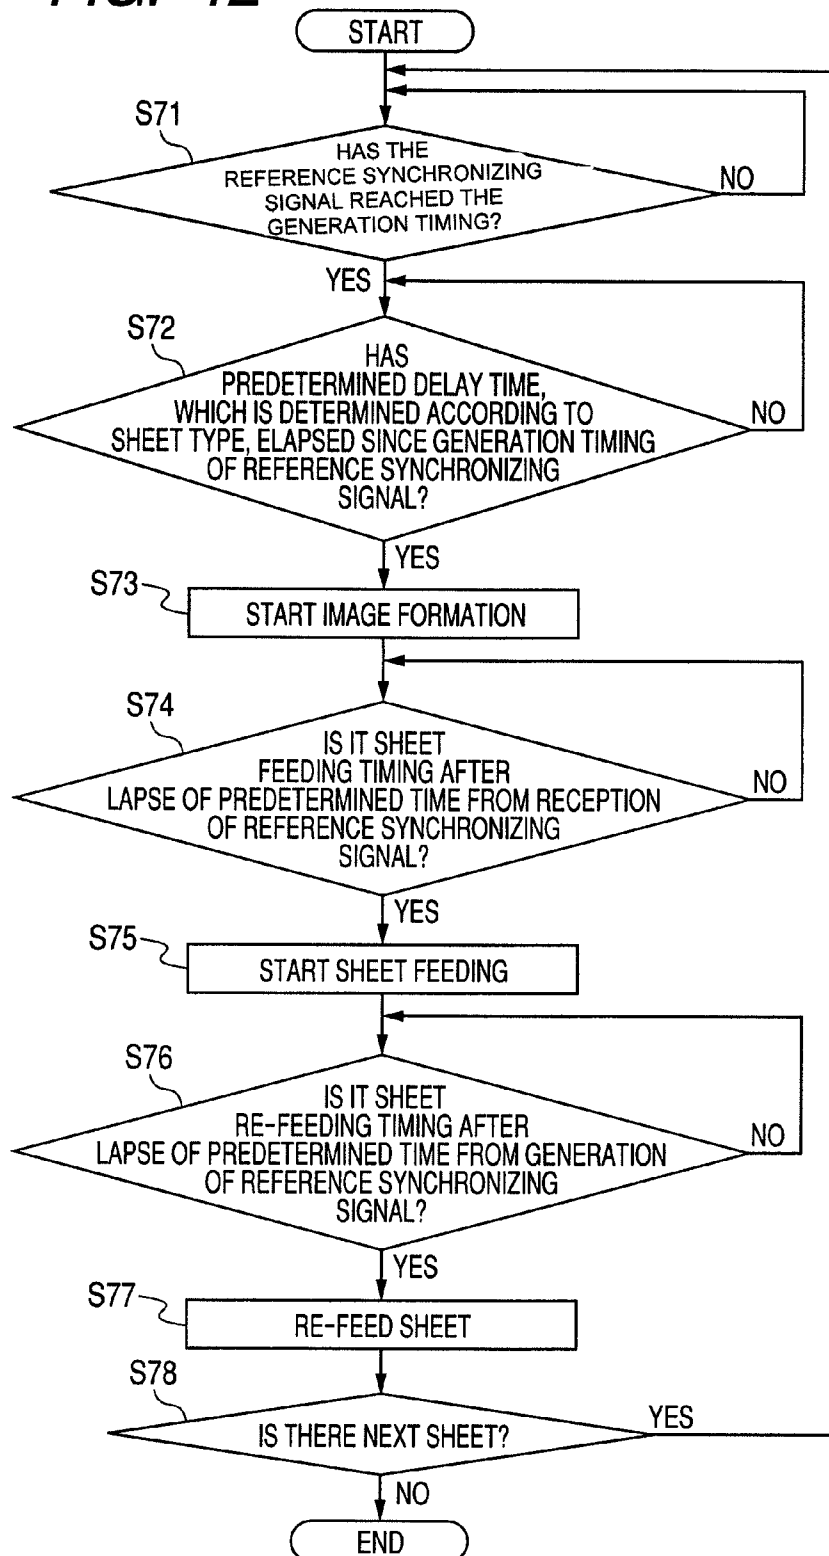 START
S71
HAS THE
REFERENCE SYNCHRONIZING
SIGNAL REACHED THE
GENERATION TIMING?
NO
YES
S72
HAS
PREDETERMINED DELAY TIME,
WHICH IS DETERMINED ACCORDING TO
SHEET TYPE, ELAPSED SINCE GENERATION TIMING
OF REFERENCE SYNCHRONIZING
SIGNAL?
NO
YES
S73
START IMAGE FORMATION
S74
IS IT SHEET
FEEDING TIMING AFTER
LAPSE OF PREDETERMINED TIME FROM RECEPTION
OF REFERENCE SYNCHRONIZING
SIGNAL?
NO
YES
S75
START SHEET FEEDING
S76
IS IT SHEET
RE-FEEDING TIMING AFTER
LAPSE OF PREDETERMINED TIME FROM GENERATION
OF REFERENCE SYNCHRONIZING
SIGNAL?
NO
YES
S77
RE-FEED SHEET
S78
IS THERE NEXT SHEET?
YES
NO
END